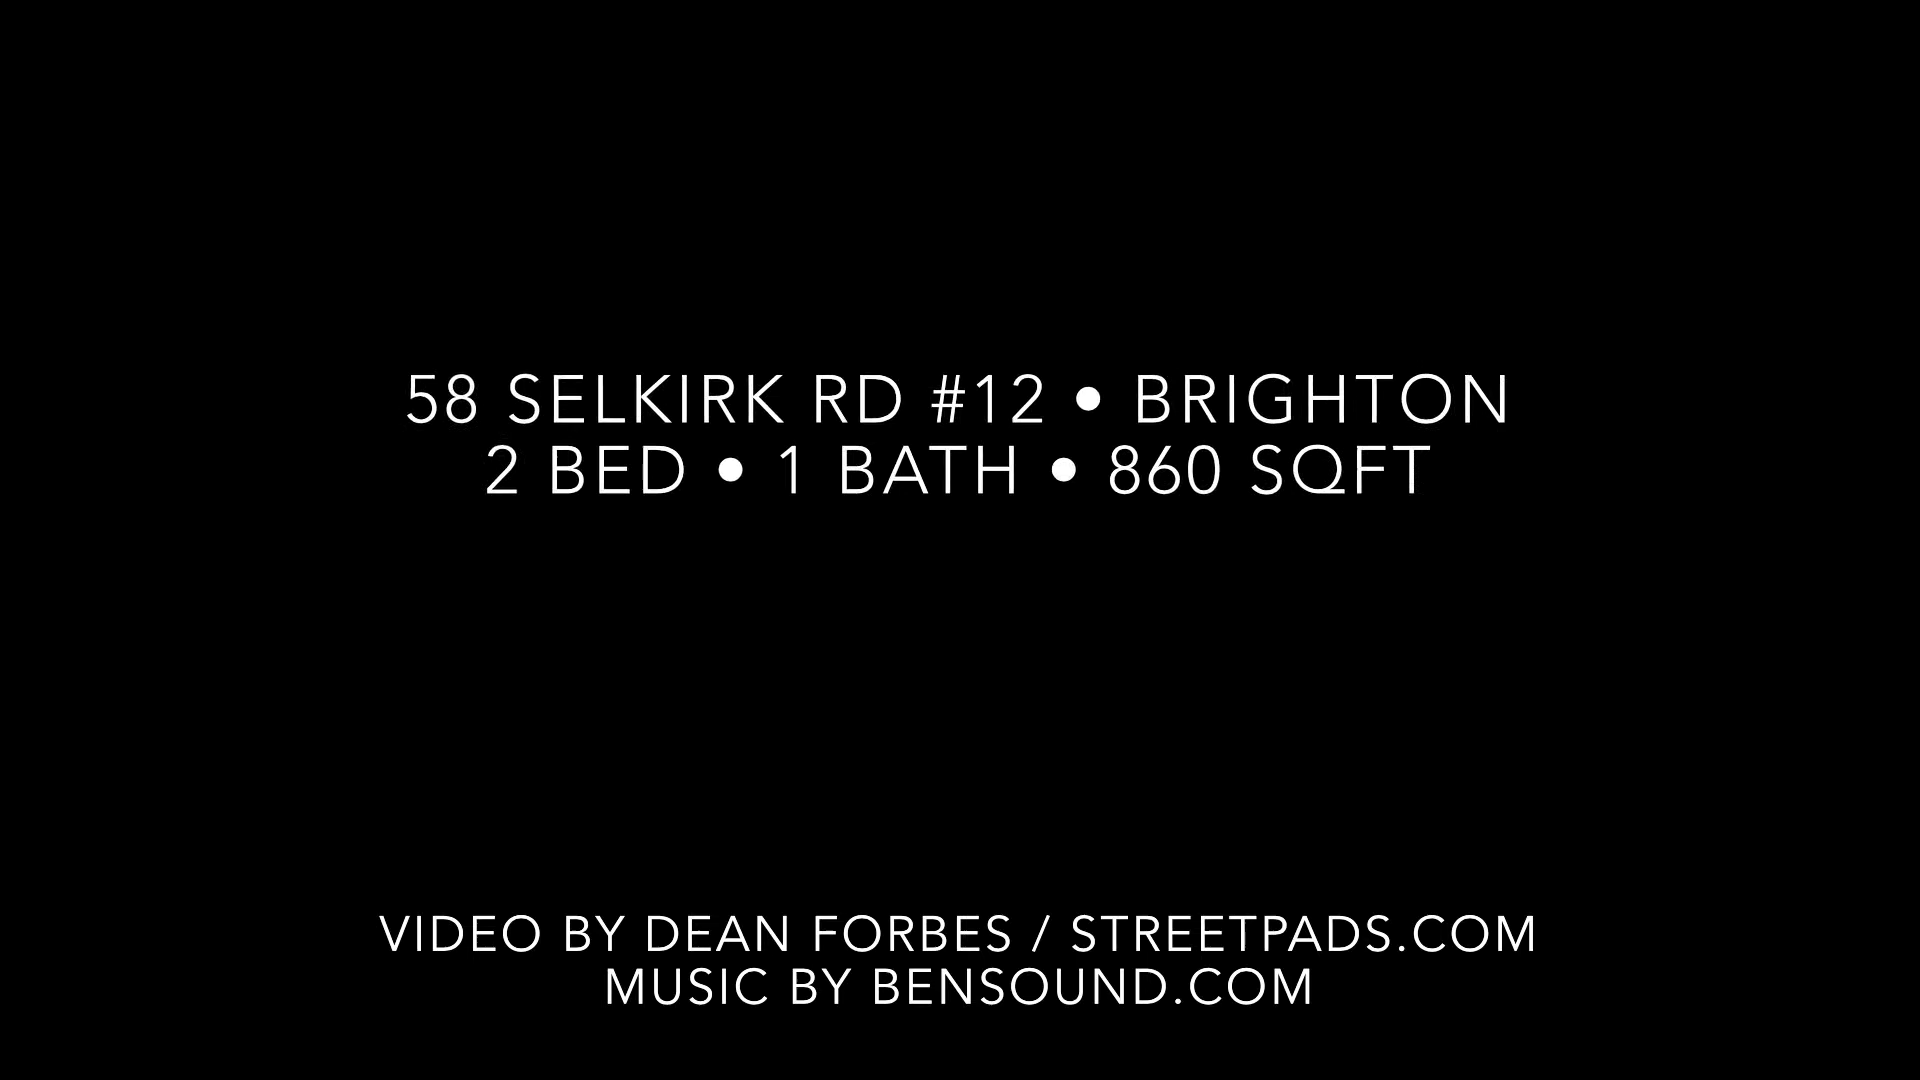 58 SELKIRK RD #12 • BRIGHTON
2 BED • 1 BATH • 860 SQFT
VIDEO BY DEAN FORBES / STREETPADS.COM
MUSIC BY BENSOUND.COM